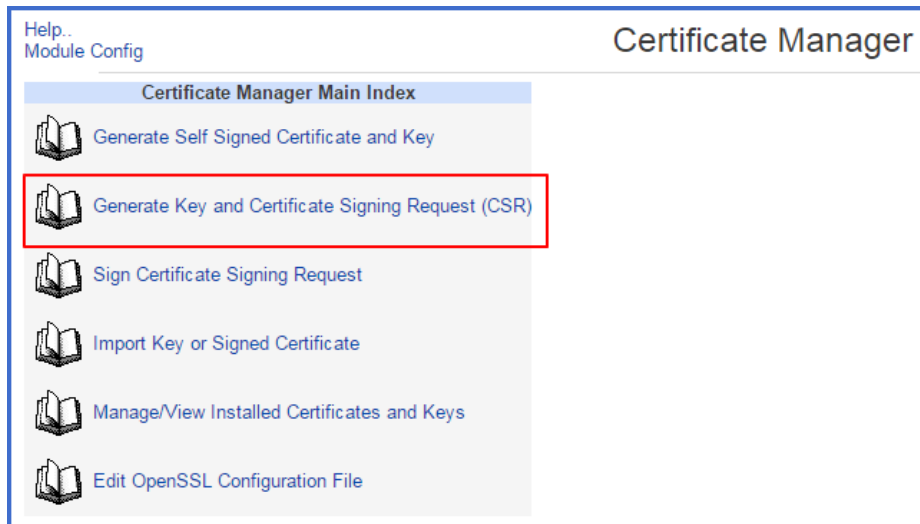 Help..
Module Config
Certificate Manager
Certificate Manager Main Index
Generate Self Signed Certificate and Key
Generate Key and Certificate Signing Request (CSR)
Sign Certificate Signing Request
Import Key or Signed Certificate
Manage/View Installed Certificates and Keys
Edit OpenSSL Configuration File